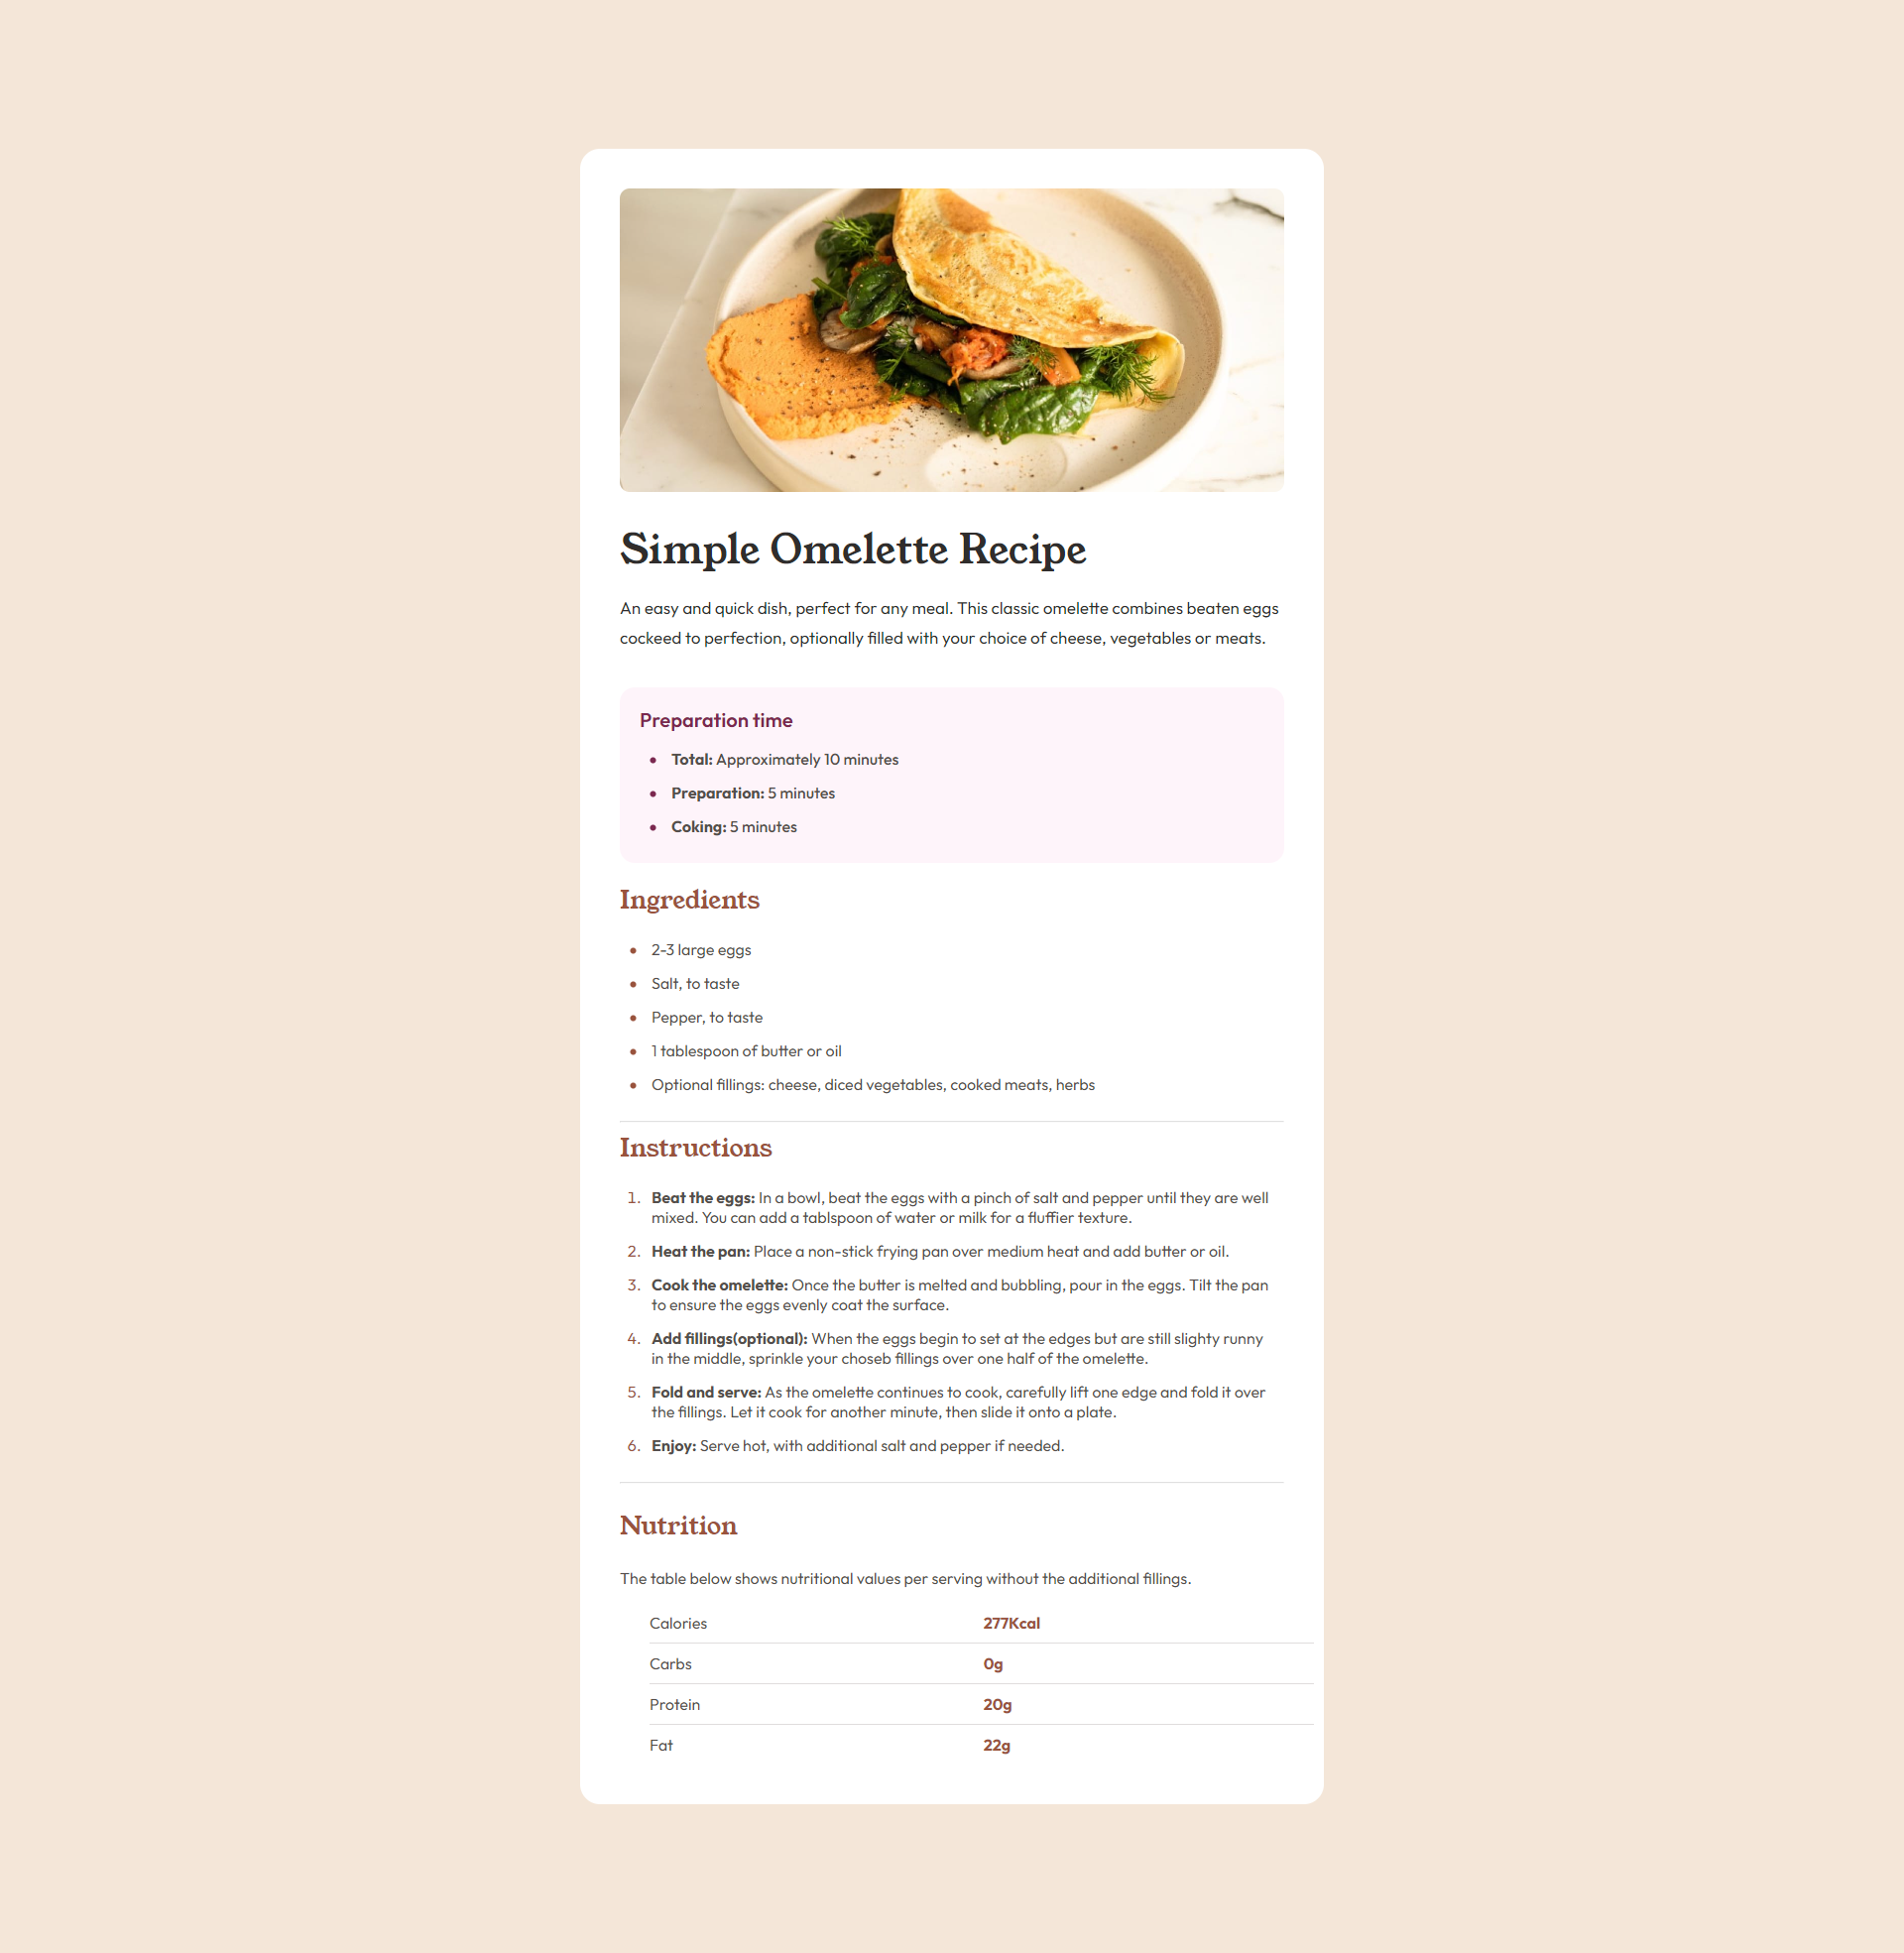 Simple Omelette Recipe
An easy and quick dish, perfect for any meal. This classic omelette combines beaten eggs
cockeed to perfection, optionally filled with your choice of cheese, vegetables or meats.
Preparation time
• Total: Approximately 10 minutes
• Preparation: 5 minutes
• Coking: 5 minutes
Ingredients
• 2-3 large eggs
• Salt, to taste
• Pepper, to taste
• 1 tablespoon of butter or oil
• Optional fillings: cheese, diced vegetables, cooked meats, herbs
Instructions
1. Beat the eggs: In a bowl, beat the eggs with a pinch of salt and pepper until they are well
mixed. You can add a tablspoon of water or milk for a fluffier texture.
2. Heat the pan: Place a non-stick frying pan over medium heat and add butter or oil.
3. Cook the omelette: Once the butter is melted and bubbling, pour in the eggs. Tilt the pan
to ensure the eggs evenly coat the surface.
4. Add fillings(optional): When the eggs begin to set at the edges but are still slighty runny
in the middle, sprinkle your choseb fillings over one half of the omelette.
5. Fold and serve: As the omelette continues to cook, carefully lift one edge and fold it over
the fillings. Let it cook for another minute, then slide it onto a plate.
6. Enjoy: Serve hot, with additional salt and pepper if needed.
Nutrition
The table below shows nutritional values per serving without the additional fillings.
Calories 277Kcal
Carbs 0g
Protein 20g
Fat 22g